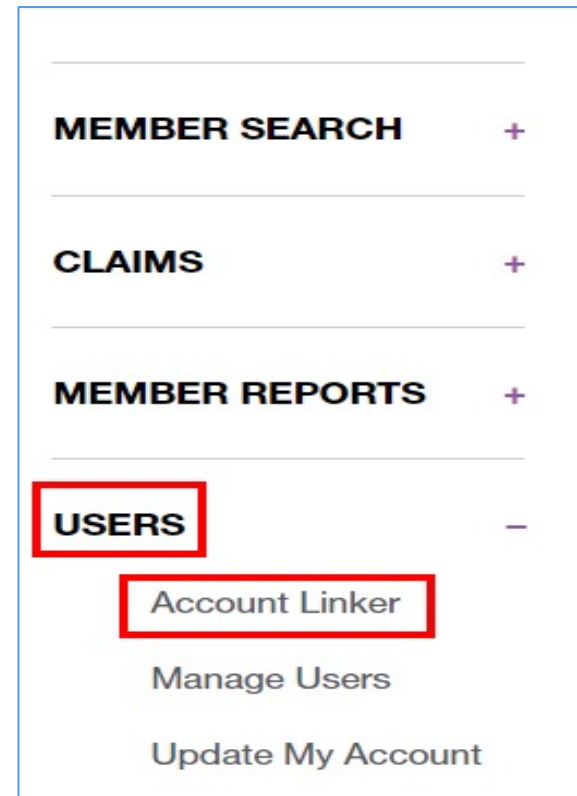 MEMBER SEARCH +
CLAIMS +
MEMBER REPORTS +
USERS –
Account Linker
Manage Users
Update My Account